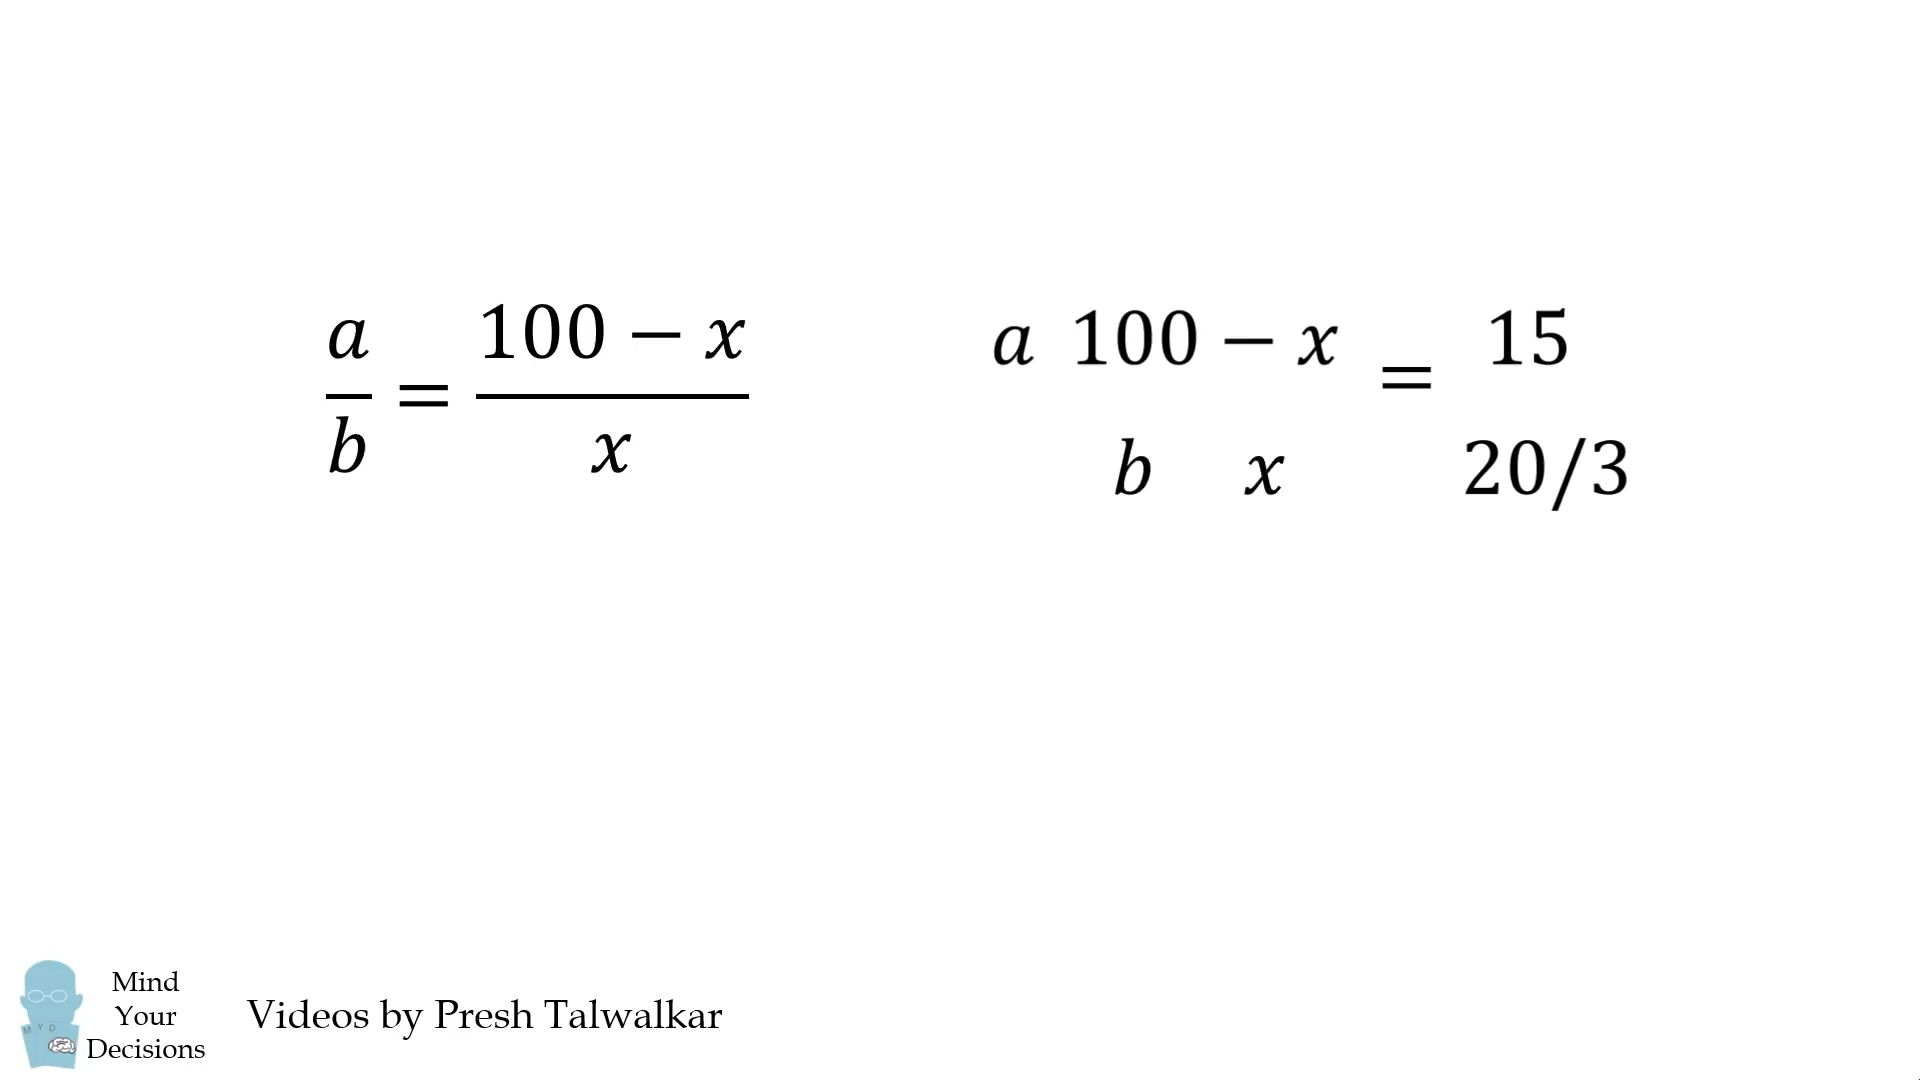 a/b = (100 − x)/x
a 100 − x = 15
b x 20/3
Mind
Your
Decisions
M Y D
Videos by Presh Talwalkar